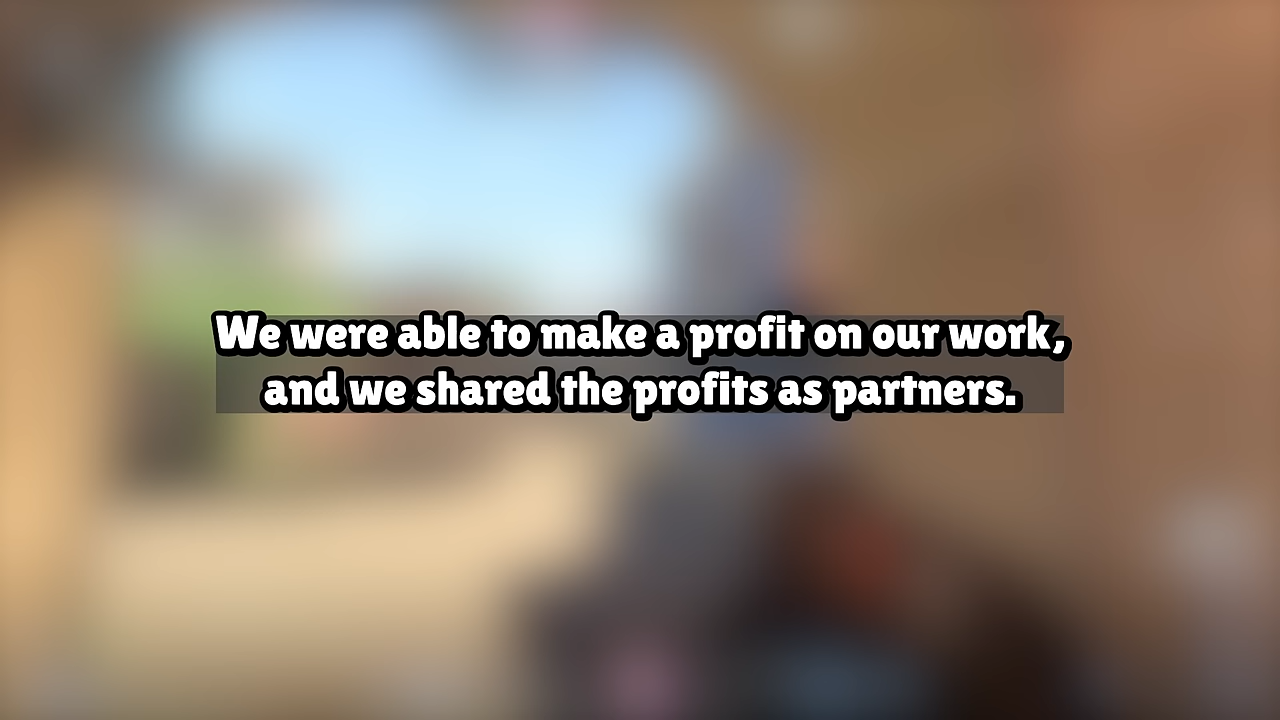 We were able to make a profit on our work,
and we shared the profits as partners.